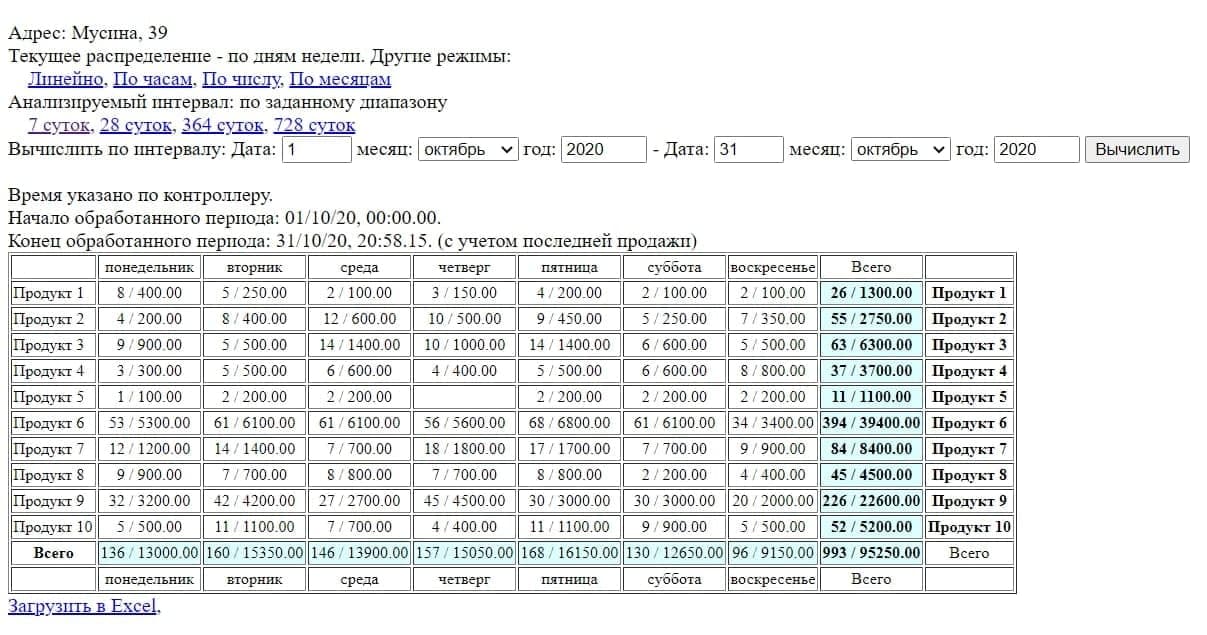 Адрес: Мусина, 39
Текущее распределение - по дням недели. Другие режимы:
Линейно, По часам, По числу, По месяцам
Анализируемый интервал: по заданному диапазону
7 суток, 28 суток, 364 суток, 728 суток
Вычислить по интервалу: Дата: 1 месяц: октябрь год: 2020 - Дата: 31 месяц: октябрь год: 2020 Вычислить
Время указано по контроллеру.
Начало обработанного периода: 01/10/20, 00:00.00.
Конец обработанного периода: 31/10/20, 20:58.15. (с учетом последней продажи)
понедельник вторник среда четверг пятница суббота воскресенье Всего
Продукт 1 8 / 400.00 5 / 250.00 2 / 100.00 3 / 150.00 4 / 200.00 2 / 100.00 2 / 100.00 26 / 1300.00 Продукт 1
Продукт 2 4 / 200.00 8 / 400.00 12 / 600.00 10 / 500.00 9 / 450.00 5 / 250.00 7 / 350.00 55 / 2750.00 Продукт 2
Продукт 3 9 / 900.00 5 / 500.00 14 / 1400.00 10 / 1000.00 14 / 1400.00 6 / 600.00 5 / 500.00 63 / 6300.00 Продукт 3
Продукт 4 3 / 300.00 5 / 500.00 6 / 600.00 4 / 400.00 5 / 500.00 6 / 600.00 8 / 800.00 37 / 3700.00 Продукт 4
Продукт 5 1 / 100.00 2 / 200.00 2 / 200.00 2 / 200.00 2 / 200.00 2 / 200.00 11 / 1100.00 Продукт 5
Продукт 6 53 / 5300.00 61 / 6100.00 61 / 6100.00 56 / 5600.00 68 / 6800.00 61 / 6100.00 34 / 3400.00 394 / 39400.00 Продукт 6
Продукт 7 12 / 1200.00 14 / 1400.00 7 / 700.00 18 / 1800.00 17 / 1700.00 7 / 700.00 9 / 900.00 84 / 8400.00 Продукт 7
Продукт 8 9 / 900.00 7 / 700.00 8 / 800.00 7 / 700.00 8 / 800.00 2 / 200.00 4 / 400.00 45 / 4500.00 Продукт 8
Продукт 9 32 / 3200.00 42 / 4200.00 27 / 2700.00 45 / 4500.00 30 / 3000.00 30 / 3000.00 20 / 2000.00 226 / 22600.00 Продукт 9
Продукт 10 5 / 500.00 11 / 1100.00 7 / 700.00 4 / 400.00 11 / 1100.00 9 / 900.00 5 / 500.00 52 / 5200.00 Продукт 10
Всего 136 / 13000.00 160 / 15350.00 146 / 13900.00 157 / 15050.00 168 / 16150.00 130 / 12650.00 96 / 9150.00 993 / 95250.00 Всего
понедельник вторник среда четверг пятница суббота воскресенье Всего
Загрузить в Excel,